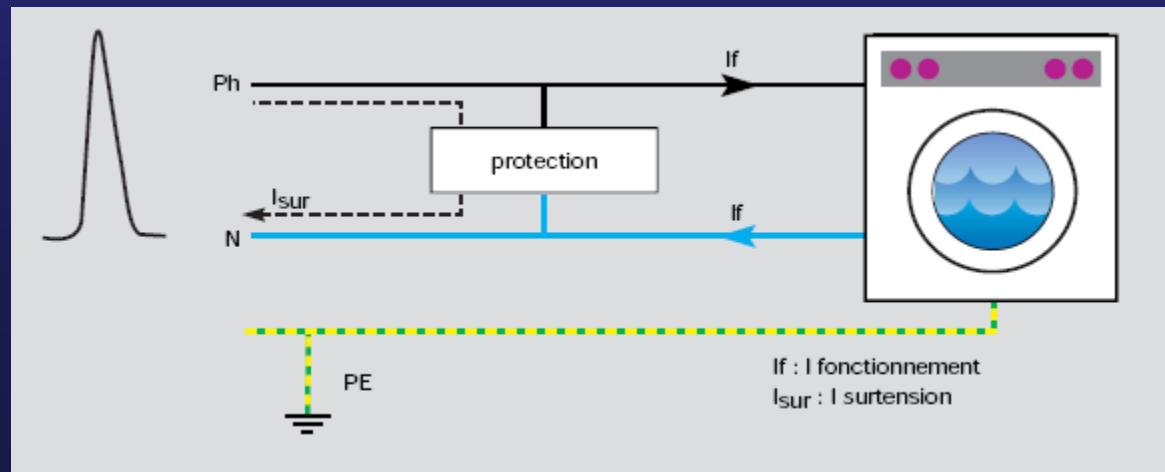 If
Ph
protection
Isur
If
N
PE
If : I fonctionnement
Isur : I surtension